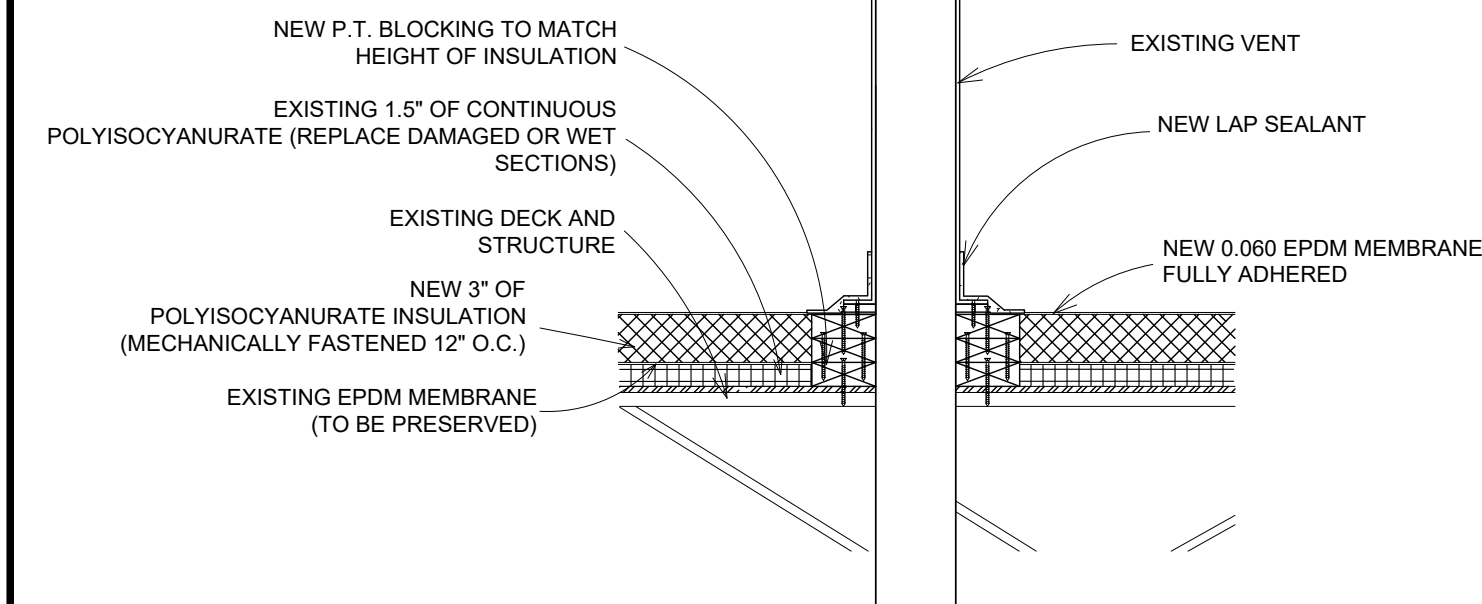 NEW P.T. BLOCKING TO MATCH
HEIGHT OF INSULATION
EXISTING 1.5" OF CONTINUOUS
POLYISOCYANURATE (REPLACE DAMAGED OR WET
SECTIONS)
EXISTING DECK AND
STRUCTURE
NEW 3" OF
POLYISOCYANURATE INSULATION
(MECHANICALLY FASTENED 12" O.C.)
EXISTING EPDM MEMBRANE
(TO BE PRESERVED)
EXISTING VENT
NEW LAP SEALANT
NEW 0.060 EPDM MEMBRANE
FULLY ADHERED